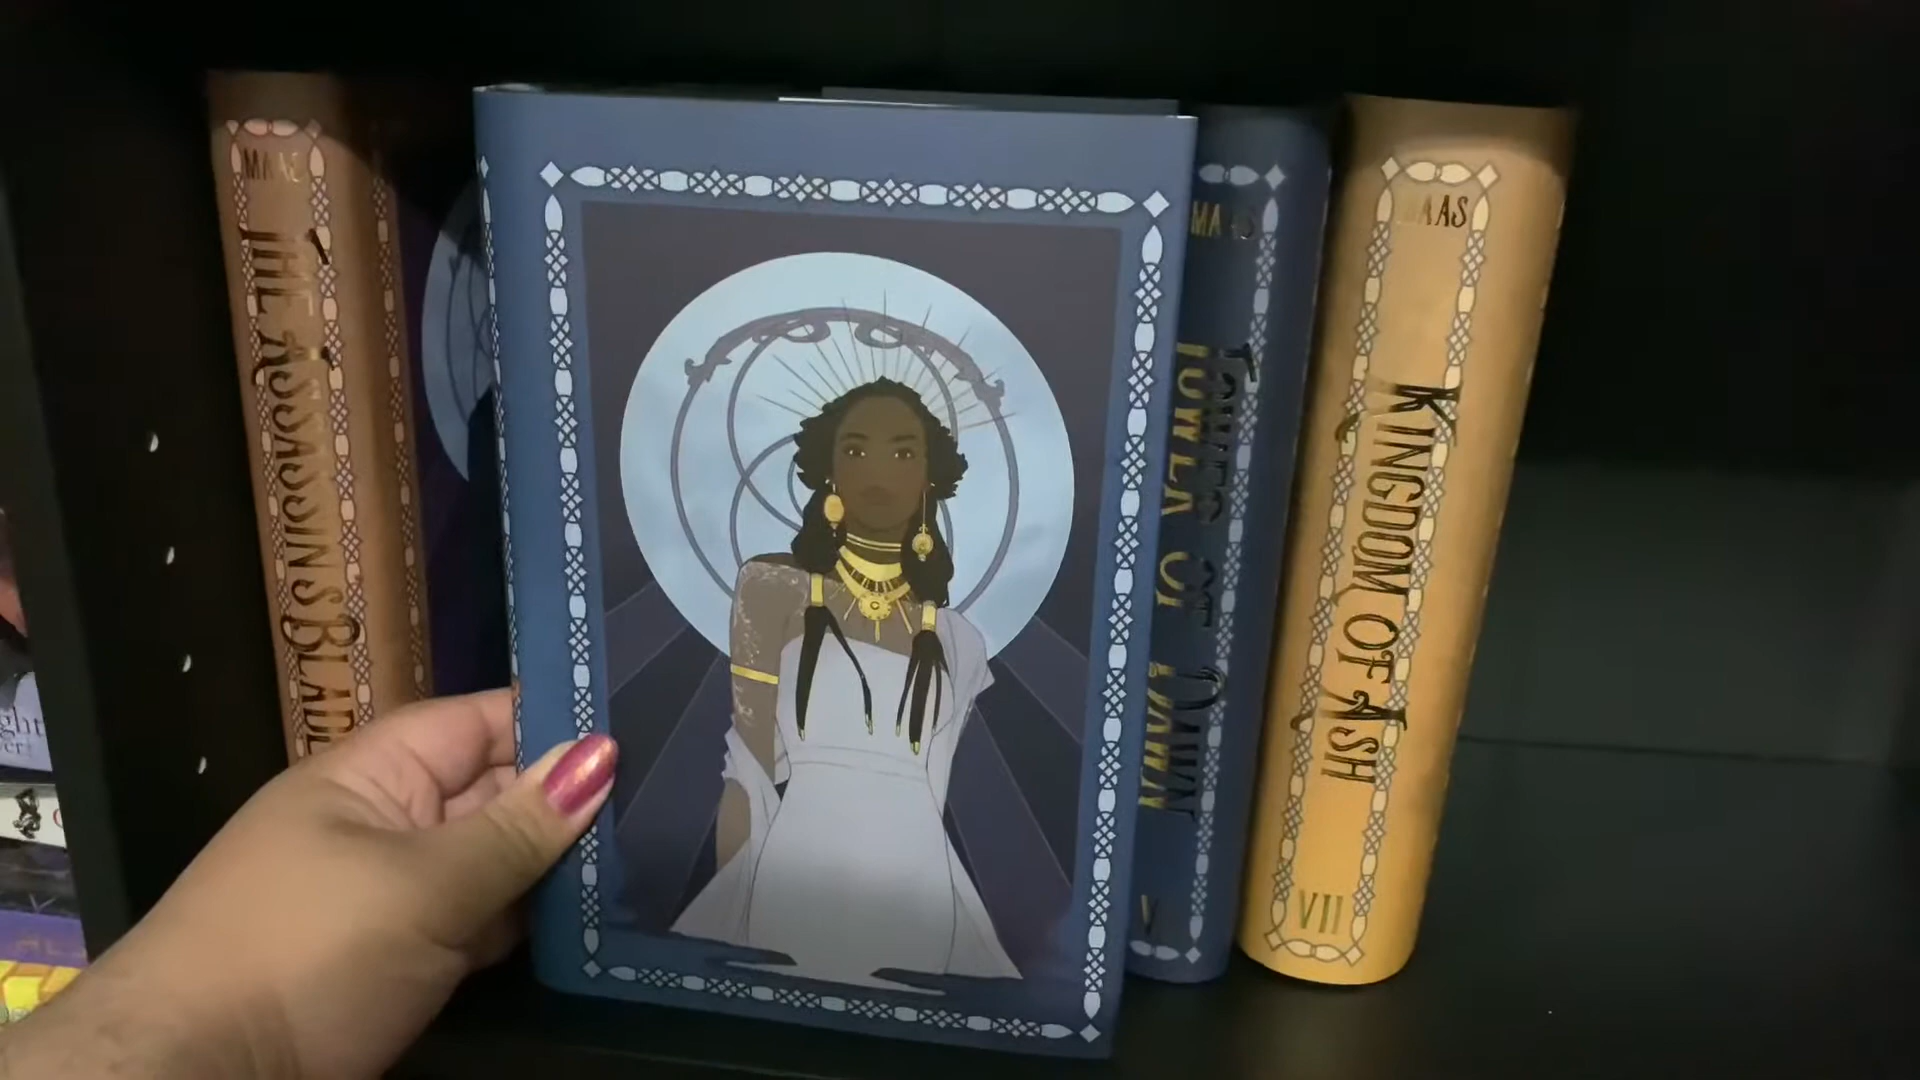 MAAS
THE ASSASSIN'S BLADE
MAAS
TOWER OF DAWN
V
MAAS
KINGDOM OF ASH
VII